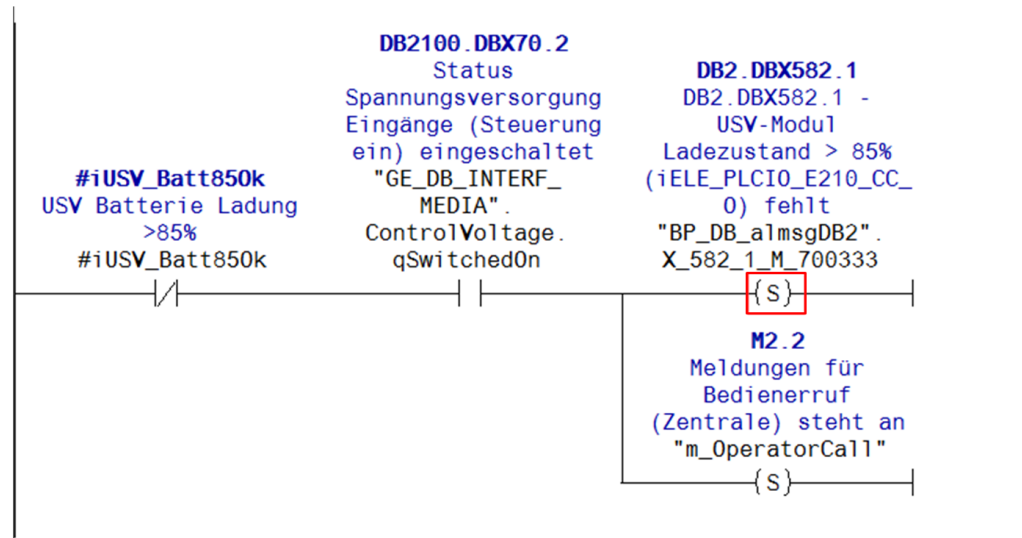 DB2100.DBX70.2
Status
Spannungsversorgung
Eingänge (Steuerung
ein) eingeschaltet
"GE_DB_INTERF_
MEDIA".
ControlVoltage.
qSwitchedOn
DB2.DBX582.1
DB2.DBX582.1 -
USV-Modul
Ladezustand > 85%
(iELE_PLCIO_E210_CC_
O) fehlt
"BP_DB_almsgDB2".
X_582_1_M_700333
#iUSV_Batt85Ok
USV Batterie Ladung
>85%
#iUSV_Batt85Ok
(S)
M2.2
Meldungen für
Bedienerruf
(Zentrale) steht an
"m_OperatorCall"
(S)